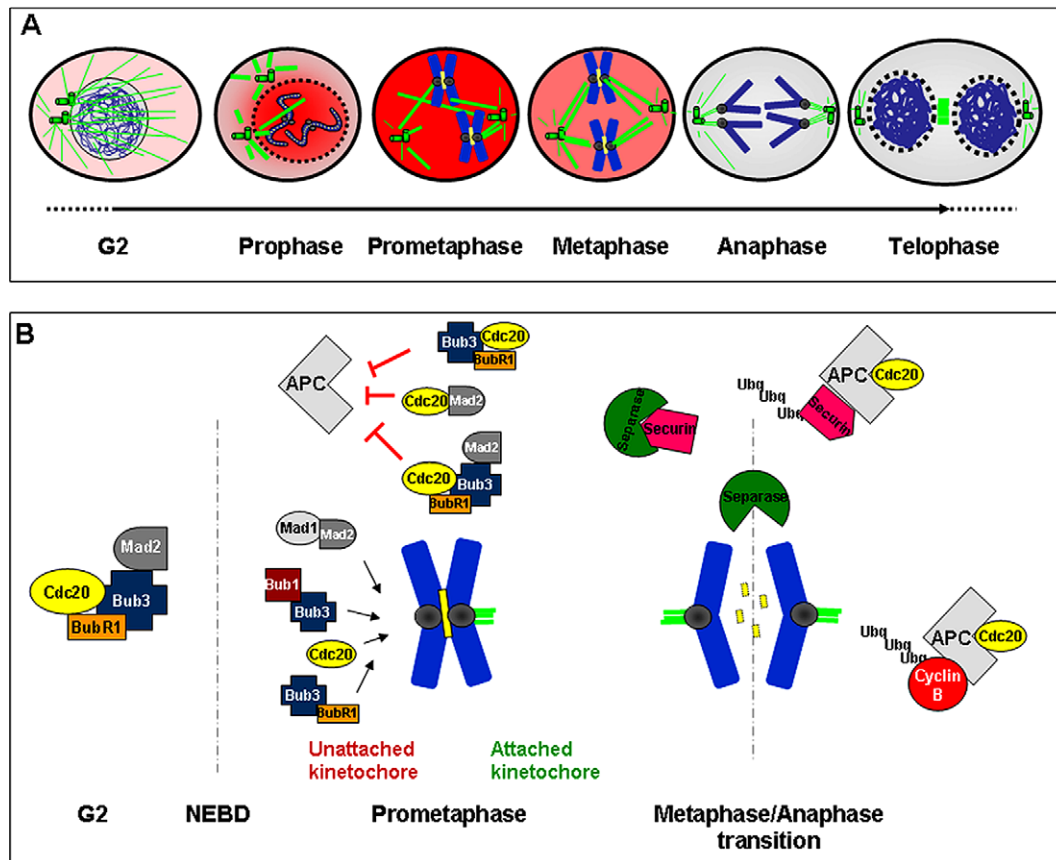 A
G2
Prophase
Prometaphase
Metaphase
Anaphase
Telophase
B
APC
Bub3
Cdc20
BubR1
Cdc20
Mad2
Mad2
Cdc20
Bub3
BubR1
Mad1
Mad2
Bub1
Bub3
Cdc20
Bub3
BubR1
Mad2
Cdc20
Bub3
BubR1
Unattached
kinetochore
Attached
kinetochore
Separase
Securin
Ubq
Ubq
Ubq
Securin
APC
Cdc20
Separase
Ubq
Ubq
Ubq
APC
Cdc20
Cyclin
B
G2
NEBD
Prometaphase
Metaphase/Anaphase
transition